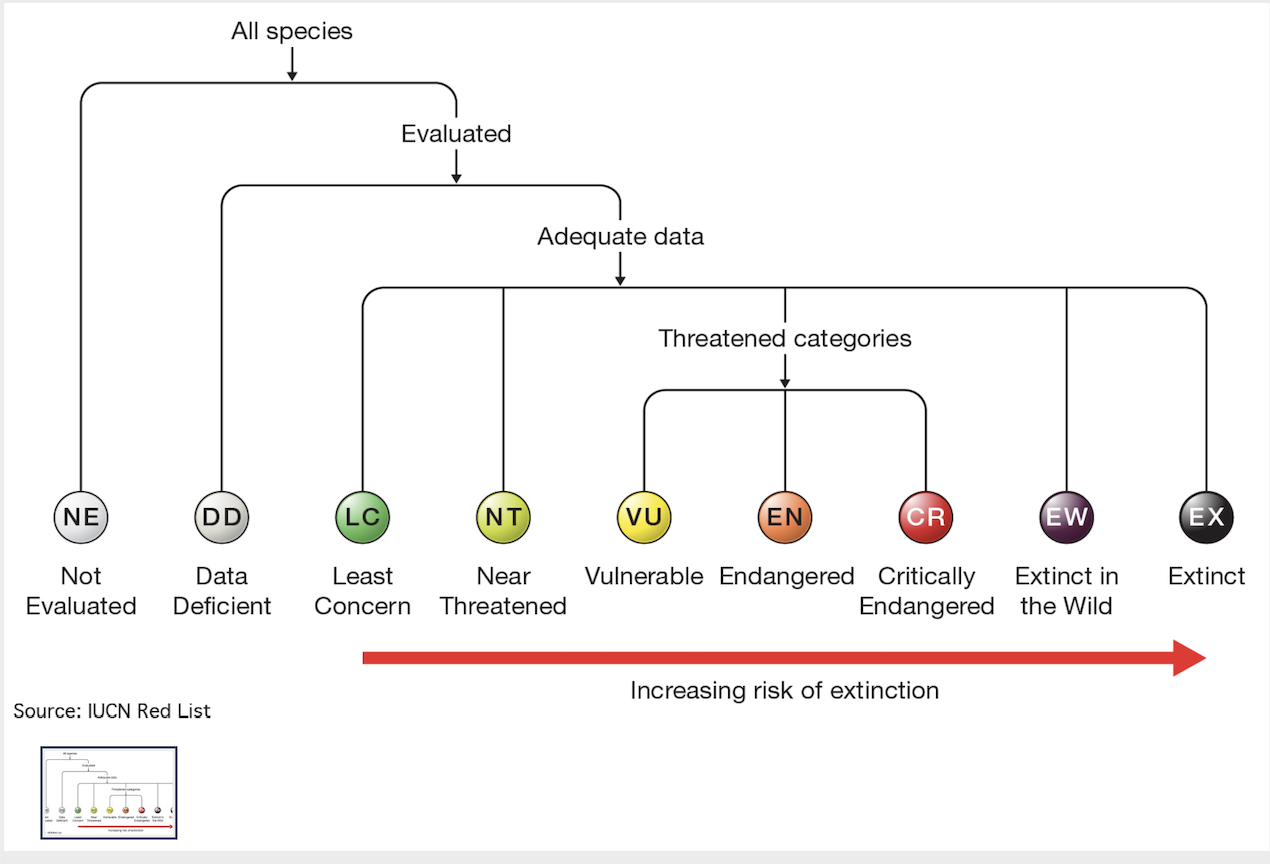 All species
Evaluated
Adequate data
Threatened categories
NE
DD
LC
NT
VU
EN
CR
EW
EX
Not
Evaluated
Data
Deficient
Least
Concern
Near
Threatened
Vulnerable
Endangered
Critically
Endangered
Extinct in
the Wild
Extinct
Increasing risk of extinction
Source: IUCN Red List